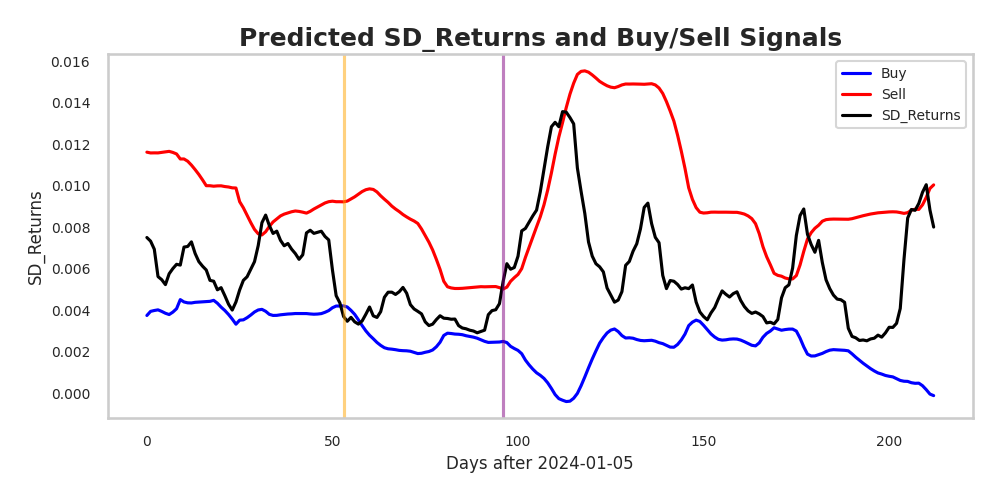 Predicted SD_Returns and Buy/Sell Signals
0.016
0.014
0.012
0.010
0.008
0.006
0.004
0.002
0.000
SD_Returns
Buy
Sell
SD_Returns
0
50
100
150
200
Days after 2024-01-05